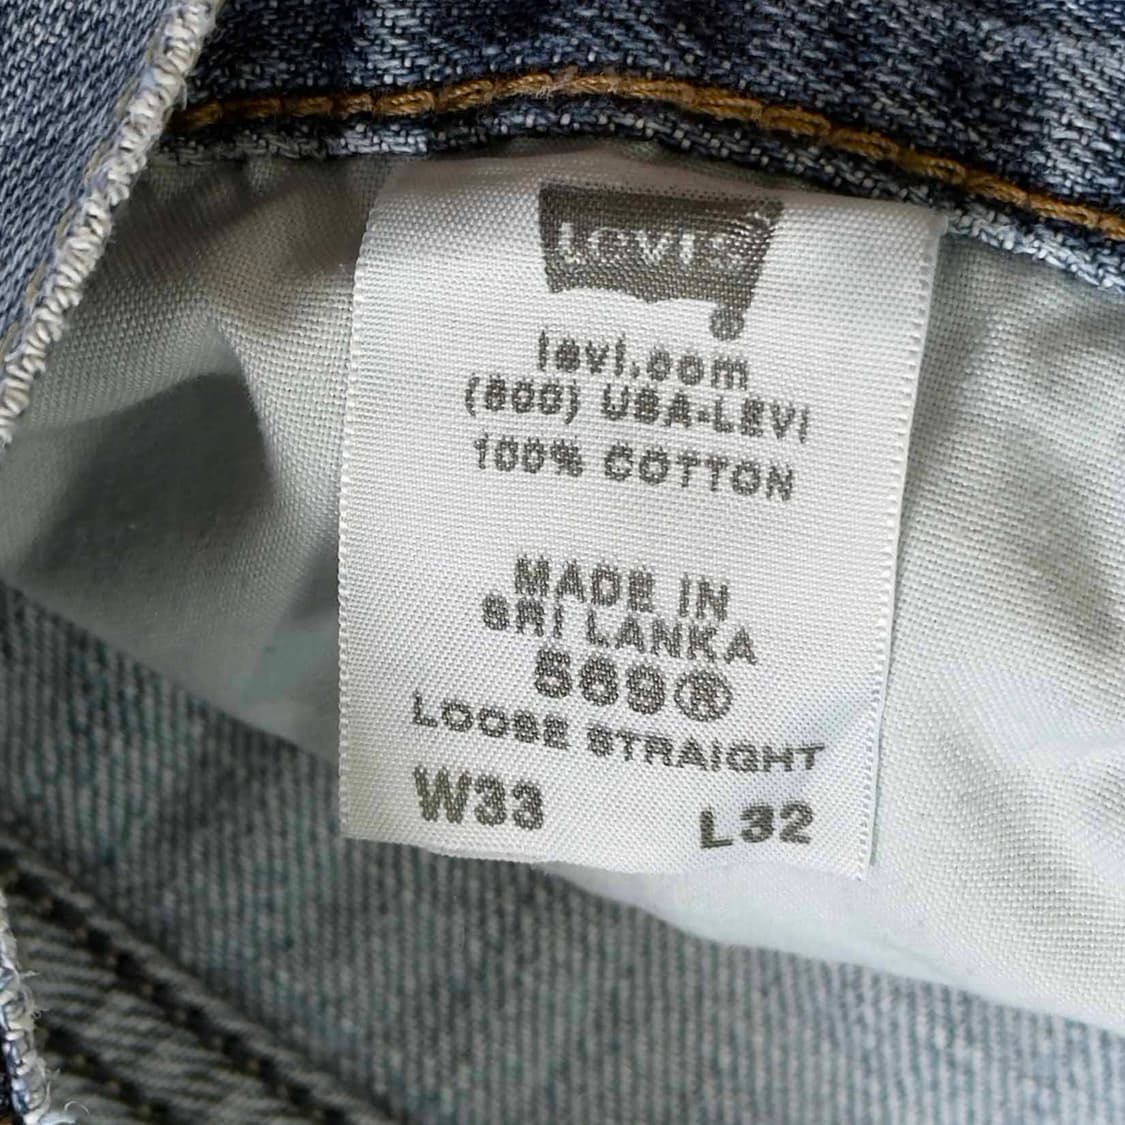 LEVI'S
®
levi.com
(800) USA-LEVI
100% COTTON
MADE IN
SRI LANKA
569®
LOOSE STRAIGHT
W33 L32